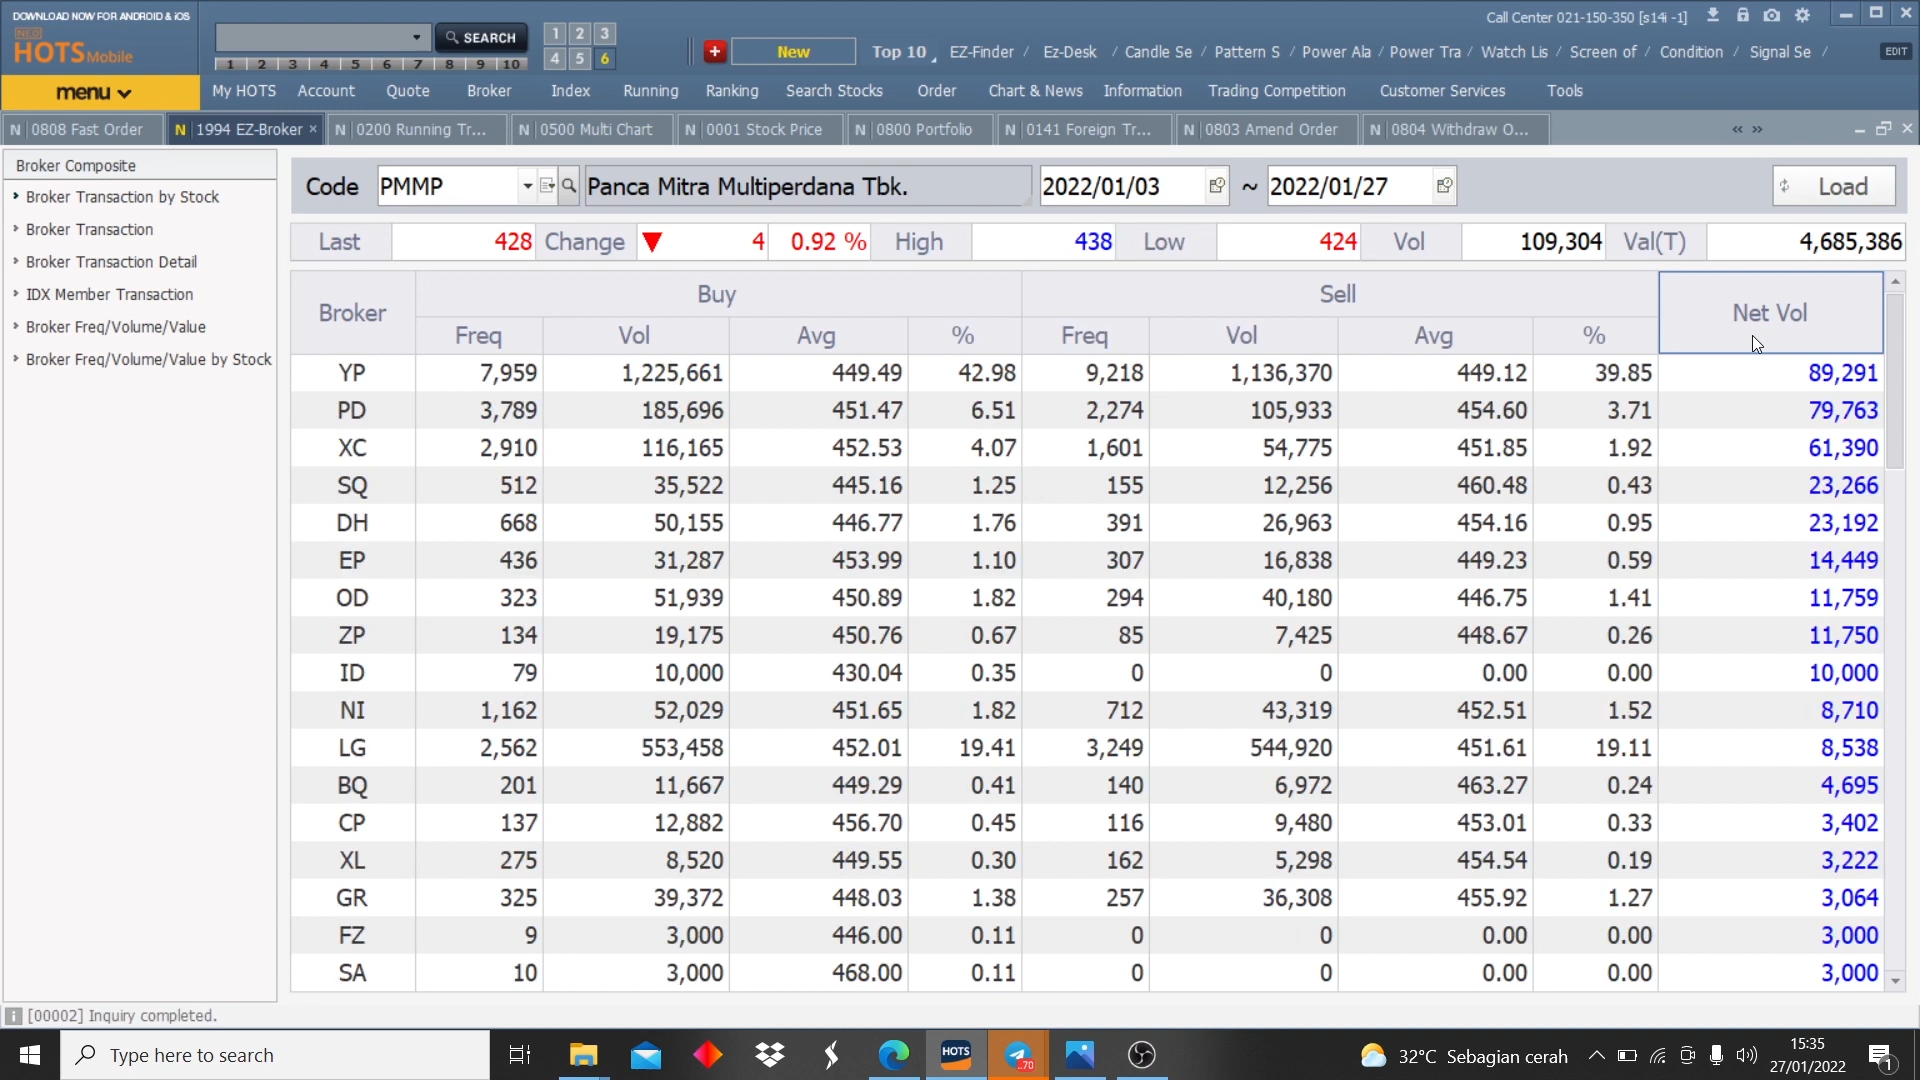 DOWNLOAD NOW FOR ANDROID & iOS
NEO
HOTS Mobile
SEARCH
1 2 3 4 5 6 7 8 9 10
1 2 3
4 5 6
New
Top 10 EZ-Finder / Ez-Desk / Candle Se / Pattern S / Power Ala / Power Tra / Watch Lis / Screen of / Condition / Signal Se /
EDIT
Call Center 021-150-350 [s14i -1]
menu
My HOTS Account Quote Broker Index Running Ranking Search Stocks Order Chart & News Information Trading Competition Customer Services Tools
N 0808 Fast Order N 1994 EZ-Broker × N 0200 Running Tr... N 0500 Multi Chart N 0001 Stock Price N 0800 Portfolio N 0141 Foreign Tr... N 0803 Amend Order N 0804 Withdraw O...
Broker Composite
Broker Transaction by Stock
Broker Transaction
Broker Transaction Detail
IDX Member Transaction
Broker Freq/Volume/Value
Broker Freq/Volume/Value by Stock
Code PMMP Panca Mitra Multiperdana Tbk. 2022/01/03 ~ 2022/01/27 Load
Last 428 Change ▼ 4 0.92 % High 438 Low 424 Vol 109,304 Val(T) 4,685,386
Broker Buy Sell Net Vol
Freq Vol Avg % Freq Vol Avg %
YP 7,959 1,225,661 449.49 42.98 9,218 1,136,370 449.12 39.85 89,291
PD 3,789 185,696 451.47 6.51 2,274 105,933 454.60 3.71 79,763
XC 2,910 116,165 452.53 4.07 1,601 54,775 451.85 1.92 61,390
SQ 512 35,522 445.16 1.25 155 12,256 460.48 0.43 23,266
DH 668 50,155 446.77 1.76 391 26,963 454.16 0.95 23,192
EP 436 31,287 453.99 1.10 307 16,838 449.23 0.59 14,449
OD 323 51,939 450.89 1.82 294 40,180 446.75 1.41 11,759
ZP 134 19,175 450.76 0.67 85 7,425 448.67 0.26 11,750
ID 79 10,000 430.04 0.35 0 0 0.00 0.00 10,000
NI 1,162 52,029 451.65 1.82 712 43,319 452.51 1.52 8,710
LG 2,562 553,458 452.01 19.41 3,249 544,920 451.61 19.11 8,538
BQ 201 11,667 449.29 0.41 140 6,972 463.27 0.24 4,695
CP 137 12,882 456.70 0.45 116 9,480 453.01 0.33 3,402
XL 275 8,520 449.55 0.30 162 5,298 454.54 0.19 3,222
GR 325 39,372 448.03 1.38 257 36,308 455.92 1.27 3,064
FZ 9 3,000 446.00 0.11 0 0 0.00 0.00 3,000
SA 10 3,000 468.00 0.11 0 0 0.00 0.00 3,000
[00002] Inquiry completed.
Type here to search
HOTS
..70
32°C Sebagian cerah
15:35
27/01/2022
1